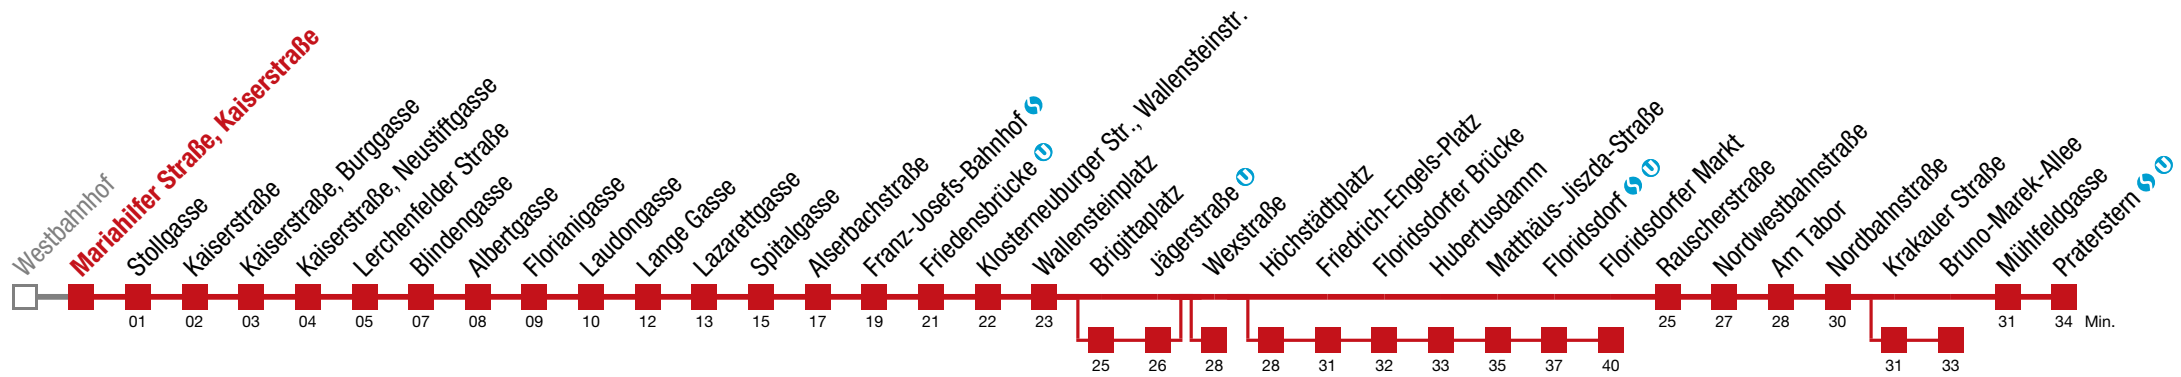 Westbahnhof
Mariahilfer Straße, Kaiserstraße
Stollgasse
Kaiserstraße
Kaiserstraße, Burggasse
Kaiserstraße, Neustiftgasse
Lerchenfelder Straße
Blindengasse
Albertgasse
Florianigasse
Laudongasse
Lange Gasse
Lazarettgasse
Spitalgasse
Alserbachstraße
Franz-Josefs-Bahnhof S
Friedensbrücke U
Klosterneuburger Str., Wallensteinstr.
Wallensteinplatz
Brigittaplatz
Jägerstraße U
Wexstraße
Höchstädtplatz
Friedrich-Engels-Platz
Floridsdorfer Brücke
Hubertusdamm
Matthäus-Jiszda-Straße
Floridsdorf S U
Floridsdorfer Markt
Rauscherstraße
Nordwestbahnstraße
Am Tabor
Nordbahnstraße
Krakauer Straße
Bruno-Marek-Allee
Mühlfeldgasse
Praterstern S U
01 02 03 04 05 07 08 09 10 12 13 15 17 19 21 22 23 25 27 28 30 31 34 Min.
25 26 28 28 31 32 33 35 37 40 31 33